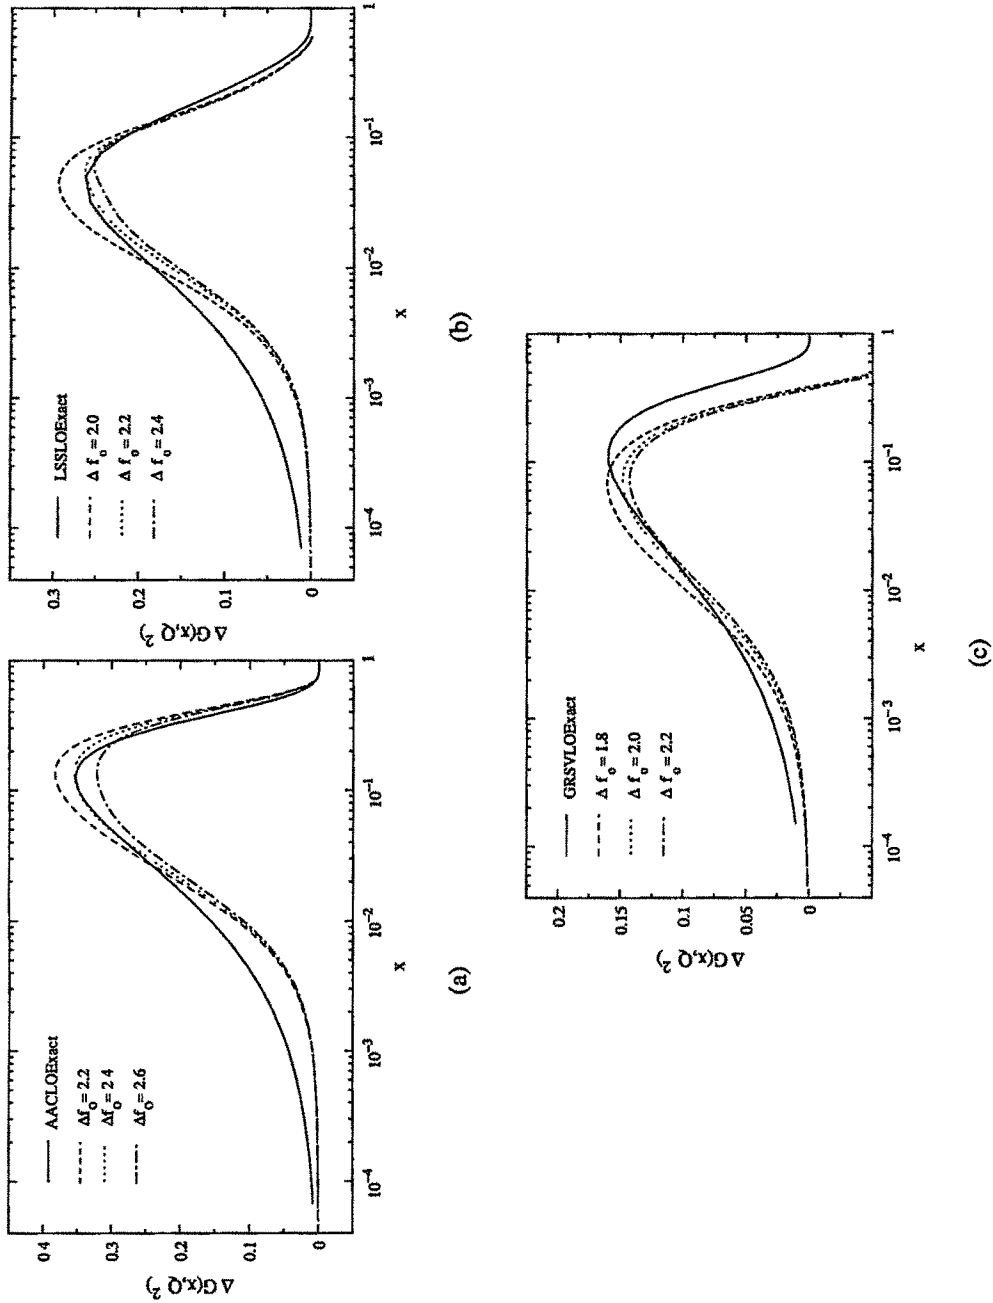 AACLOExact
Δf₀ = 2.2
Δf₀ = 2 4
Δf₀ = 2.6
Δ G(x,Q²)
0 4
0.3
0.2
0.1
0
10⁻⁴
10⁻³
10⁻²
10⁻¹
1
x
(a)
LSSLOExact
Δ f₀ = 2.0
Δ f₀ = 2.2
Δ f₀ = 2.4
Δ G(x,Q²)
0.3
0.2
0.1
0
10⁻⁴
10⁻³
10⁻²
10⁻¹
1
x
(b)
GRSVLOExact
Δ f₀ = 1.8
Δ f₀ = 2.0
Δ f₀ = 2.2
Δ G(x,Q²)
0.2
0.15
0.1
0.05
0
10⁻⁴
10⁻³
10⁻²
10⁻¹
1
x
(c)